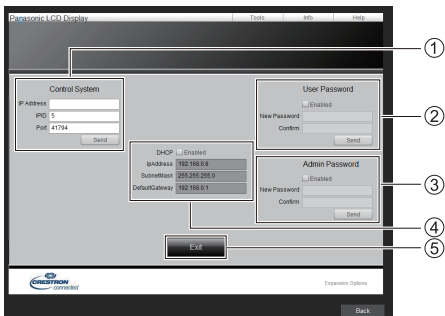 Panasonic LCD Display
Tools Info Help
Control System
IP Address
IPID 5
Port 41794
Send
User Password
Enabled
New Password
Confirm
Send
DHCP Enabled
IpAddress 192.168.0.8
SubnetMask 255.255.255.0
DefaultGateway 192.168.0.1
Admin Password
Enabled
New Password
Confirm
Send
Exit
CRESTRON
connected
Expansion Options
Back
1
2
3
4
5